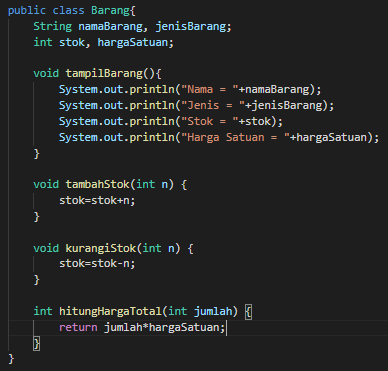 public class Barang{
    String namaBarang, jenisBarang;
    int stok, hargaSatuan;

    void tampilBarang(){
        System.out.println("Nama = "+namaBarang);
        System.out.println("Jenis = "+jenisBarang);
        System.out.println("Stok = "+stok);
        System.out.println("Harga Satuan = "+hargaSatuan);
    }

    void tambahStok(int n) {
        stok=stok+n;
    }

    void kurangiStok(int n) {
        stok=stok-n;
    }

    int hitungHargaTotal(int jumlah) {
        return jumlah*hargaSatuan;
    }
}